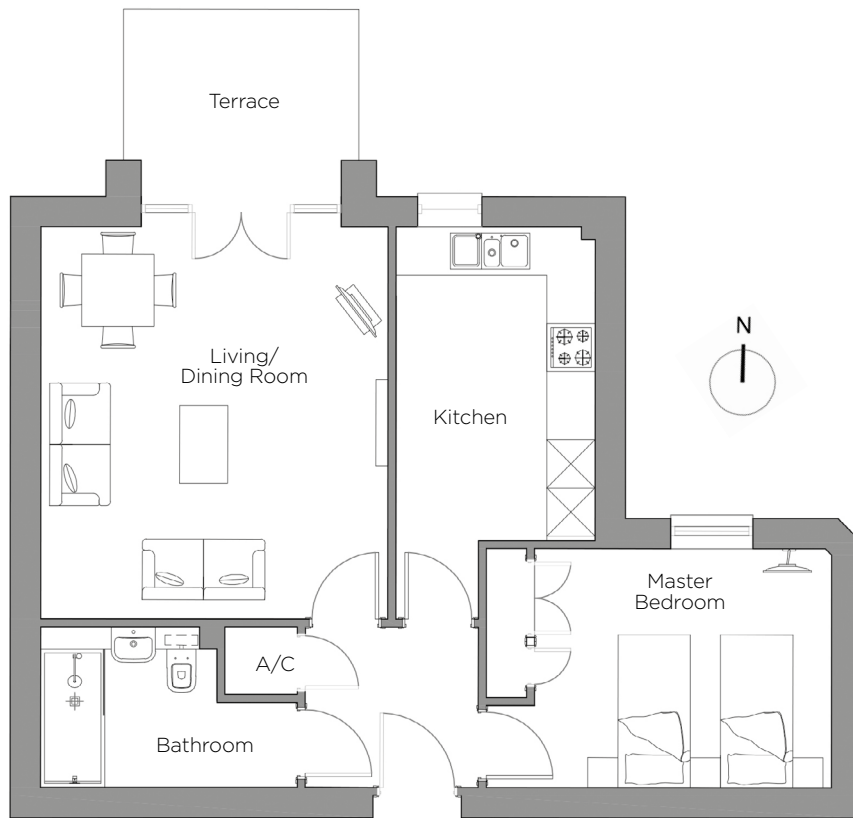 Terrace
Living/
Dining Room
Kitchen
N
Master
Bedroom
A/C
Bathroom